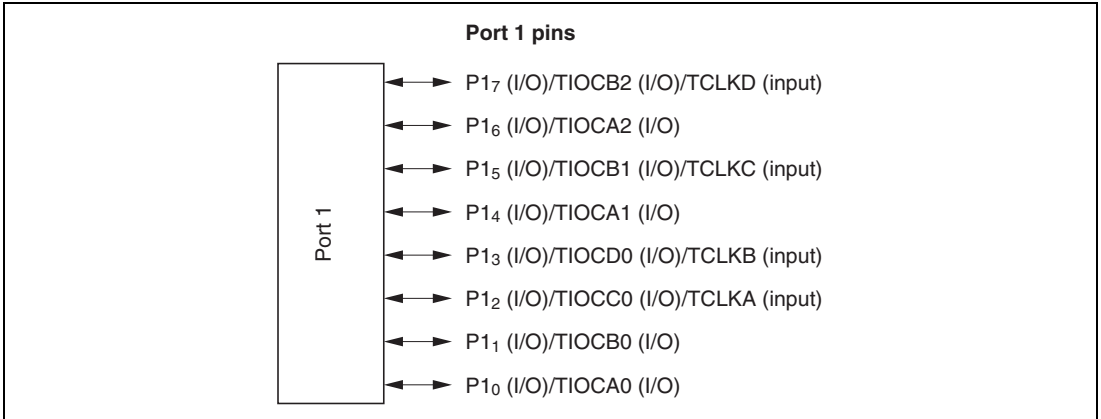 Port 1 pins
Port 1
P1₇ (I/O)/TIOCB2 (I/O)/TCLKD (input)
P1₆ (I/O)/TIOCA2 (I/O)
P1₅ (I/O)/TIOCB1 (I/O)/TCLKC (input)
P1₄ (I/O)/TIOCA1 (I/O)
P1₃ (I/O)/TIOCD0 (I/O)/TCLKB (input)
P1₂ (I/O)/TIOCC0 (I/O)/TCLKA (input)
P1₁ (I/O)/TIOCB0 (I/O)
P1₀ (I/O)/TIOCA0 (I/O)